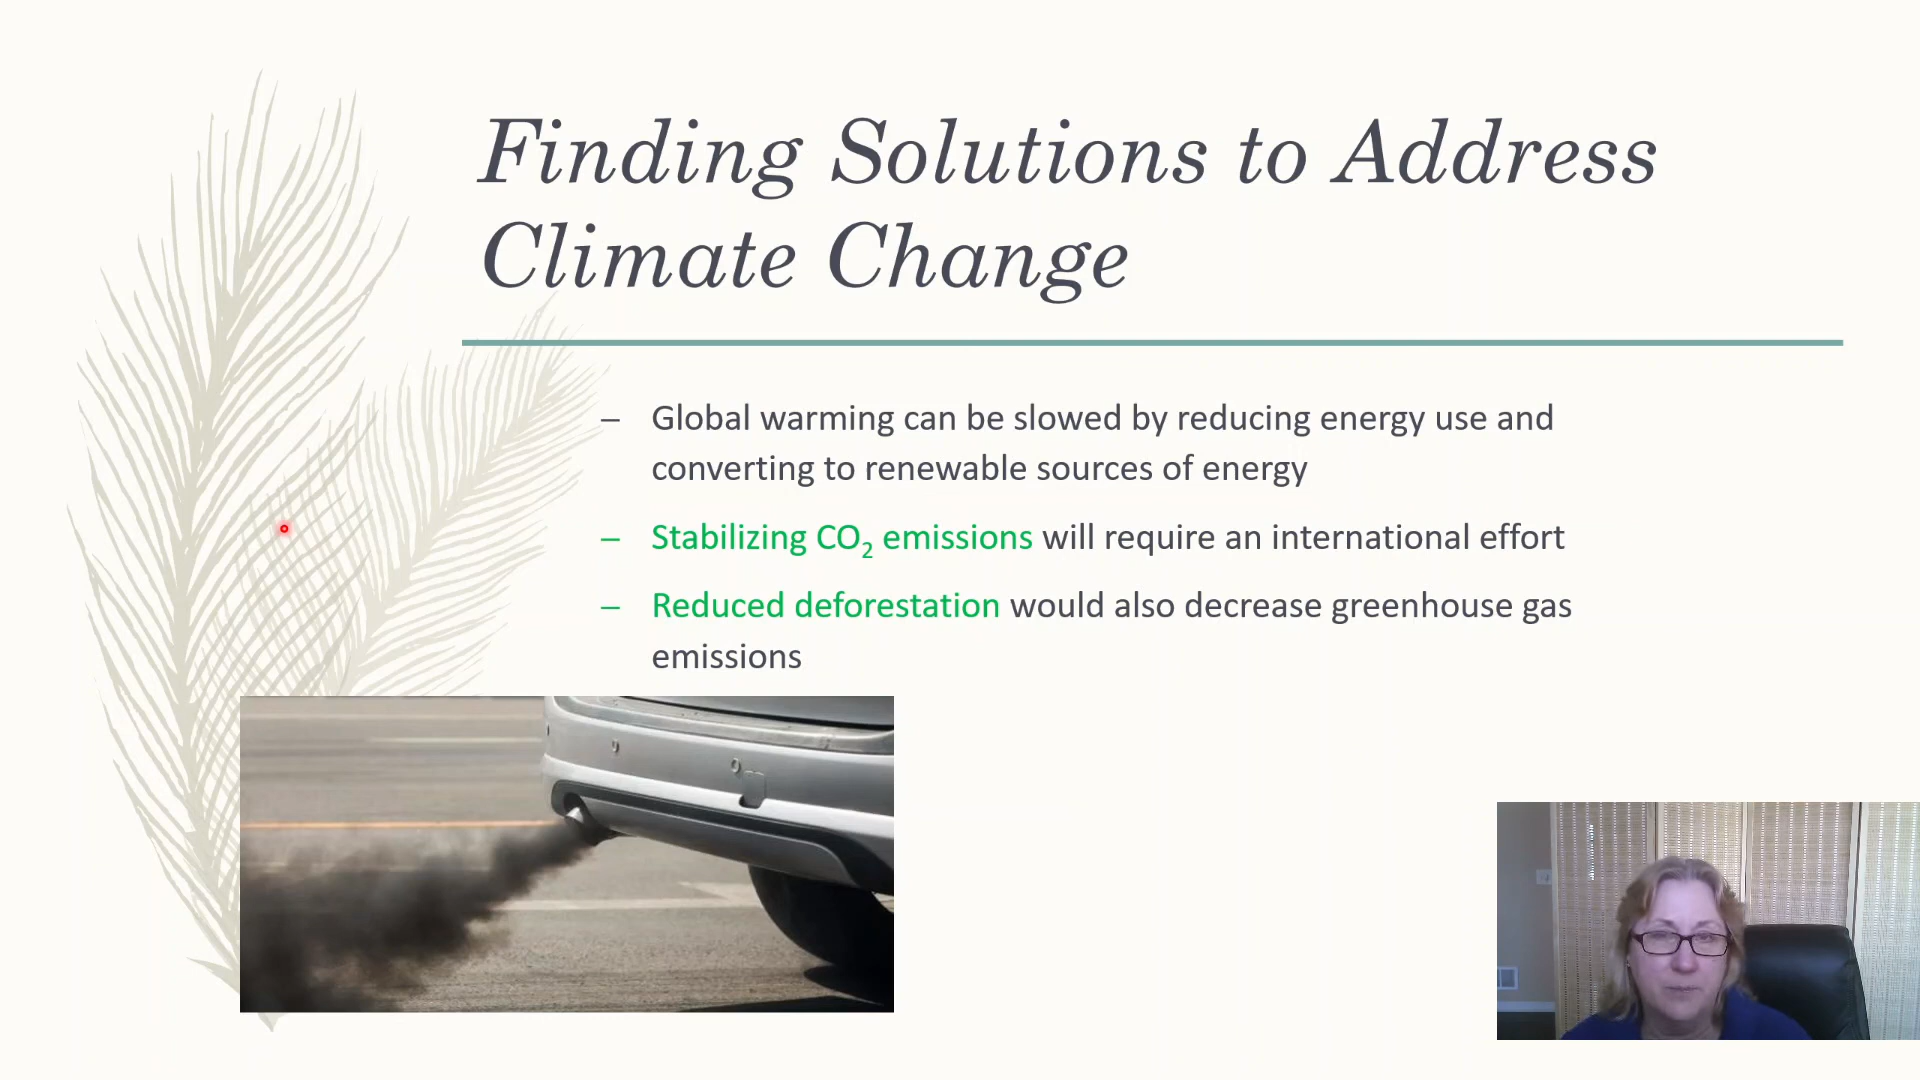 Finding Solutions to Address
Climate Change
– Global warming can be slowed by reducing energy use and
converting to renewable sources of energy
– Stabilizing CO₂ emissions will require an international effort
– Reduced deforestation would also decrease greenhouse gas
emissions